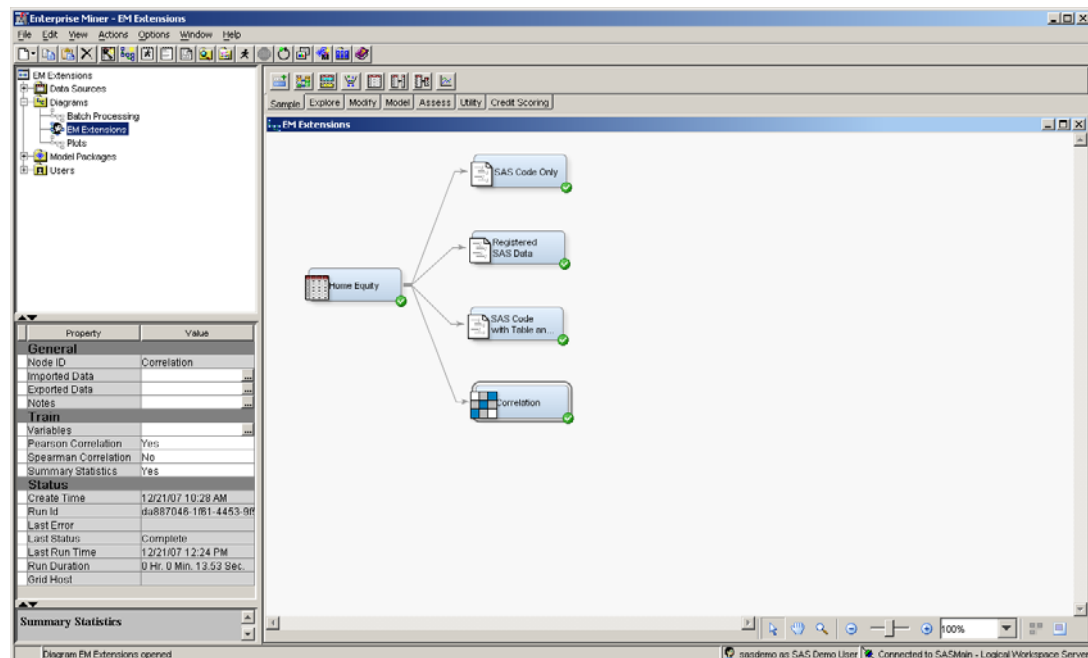 Enterprise Miner - EM Extensions
File Edit View Actions Options Window Help
EM Extensions
Data Sources
Diagrams
Batch Processing
EM Extensions
Plots
Model Packages
Users
Sample Explore Modify Model Assess Utility Credit Scoring
EM Extensions
SAS Code Only
Registered
SAS Data
Home Equity
SAS Code
with Table an...
Correlation
Property Value
General
Node ID Correlation
Imported Data ...
Exported Data ...
Notes ...
Train
Variables ...
Pearson Correlation Yes
Spearman Correlation No
Summary Statistics Yes
Status
Create Time 12/21/07 10:28 AM
Run Id da887046-1f61-4453-9f
Last Error
Last Status Complete
Last Run Time 12/21/07 12:24 PM
Run Duration 0 Hr. 0 Min. 13.53 Sec.
Grid Host
Summary Statistics
100%
Diagram EM Extensions opened
sasdemo as SAS Demo User Connected to SASMain - Logical Workspace Server